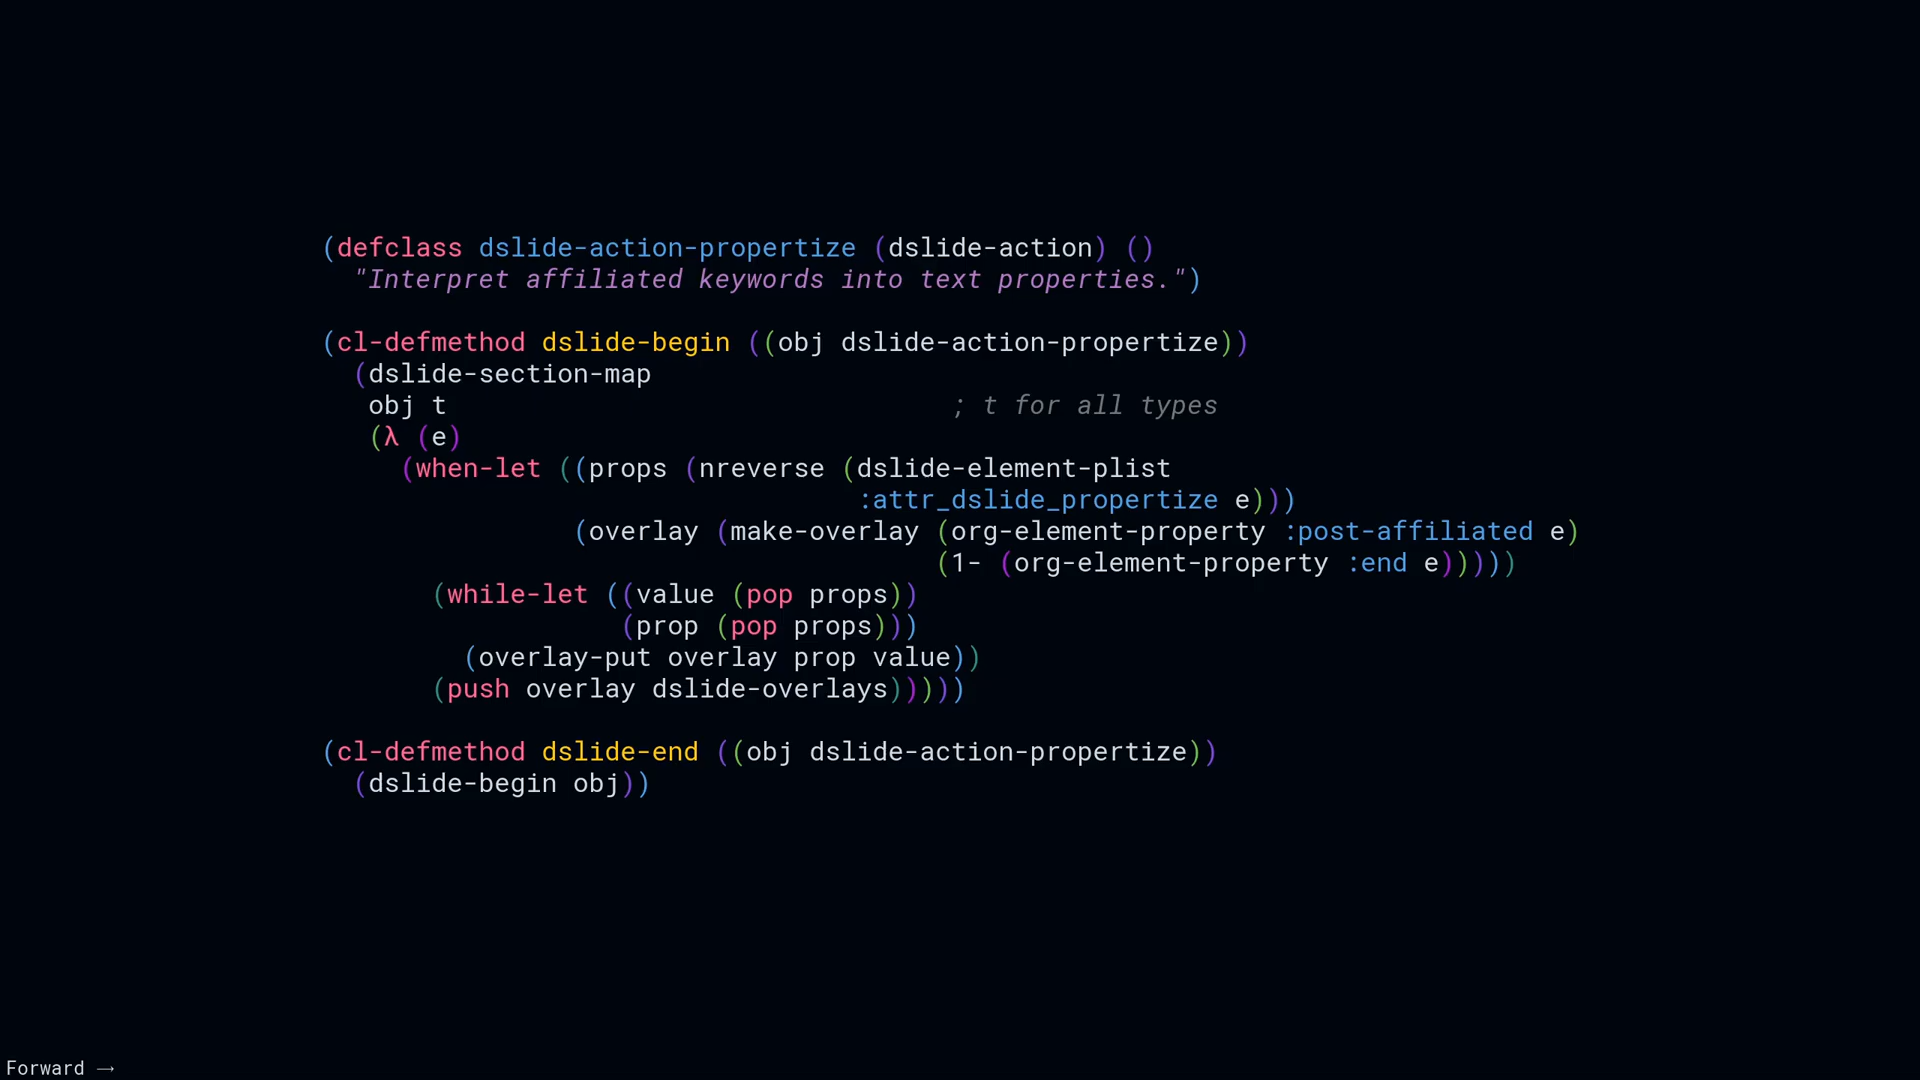 (defclass dslide-action-propertize (dslide-action) ()
  "Interpret affiliated keywords into text properties.")

(cl-defmethod dslide-begin ((obj dslide-action-propertize))
  (dslide-section-map
   obj t                                ; t for all types
   (λ (e)
     (when-let ((props (nreverse (dslide-element-plist
                                  :attr_dslide_propertize e)))
                (overlay (make-overlay (org-element-property :post-affiliated e)
                                       (1- (org-element-property :end e)))))
       (while-let ((value (pop props))
                   (prop (pop props)))
         (overlay-put overlay prop value))
       (push overlay dslide-overlays)))))

(cl-defmethod dslide-end ((obj dslide-action-propertize))
  (dslide-begin obj))
Forward →